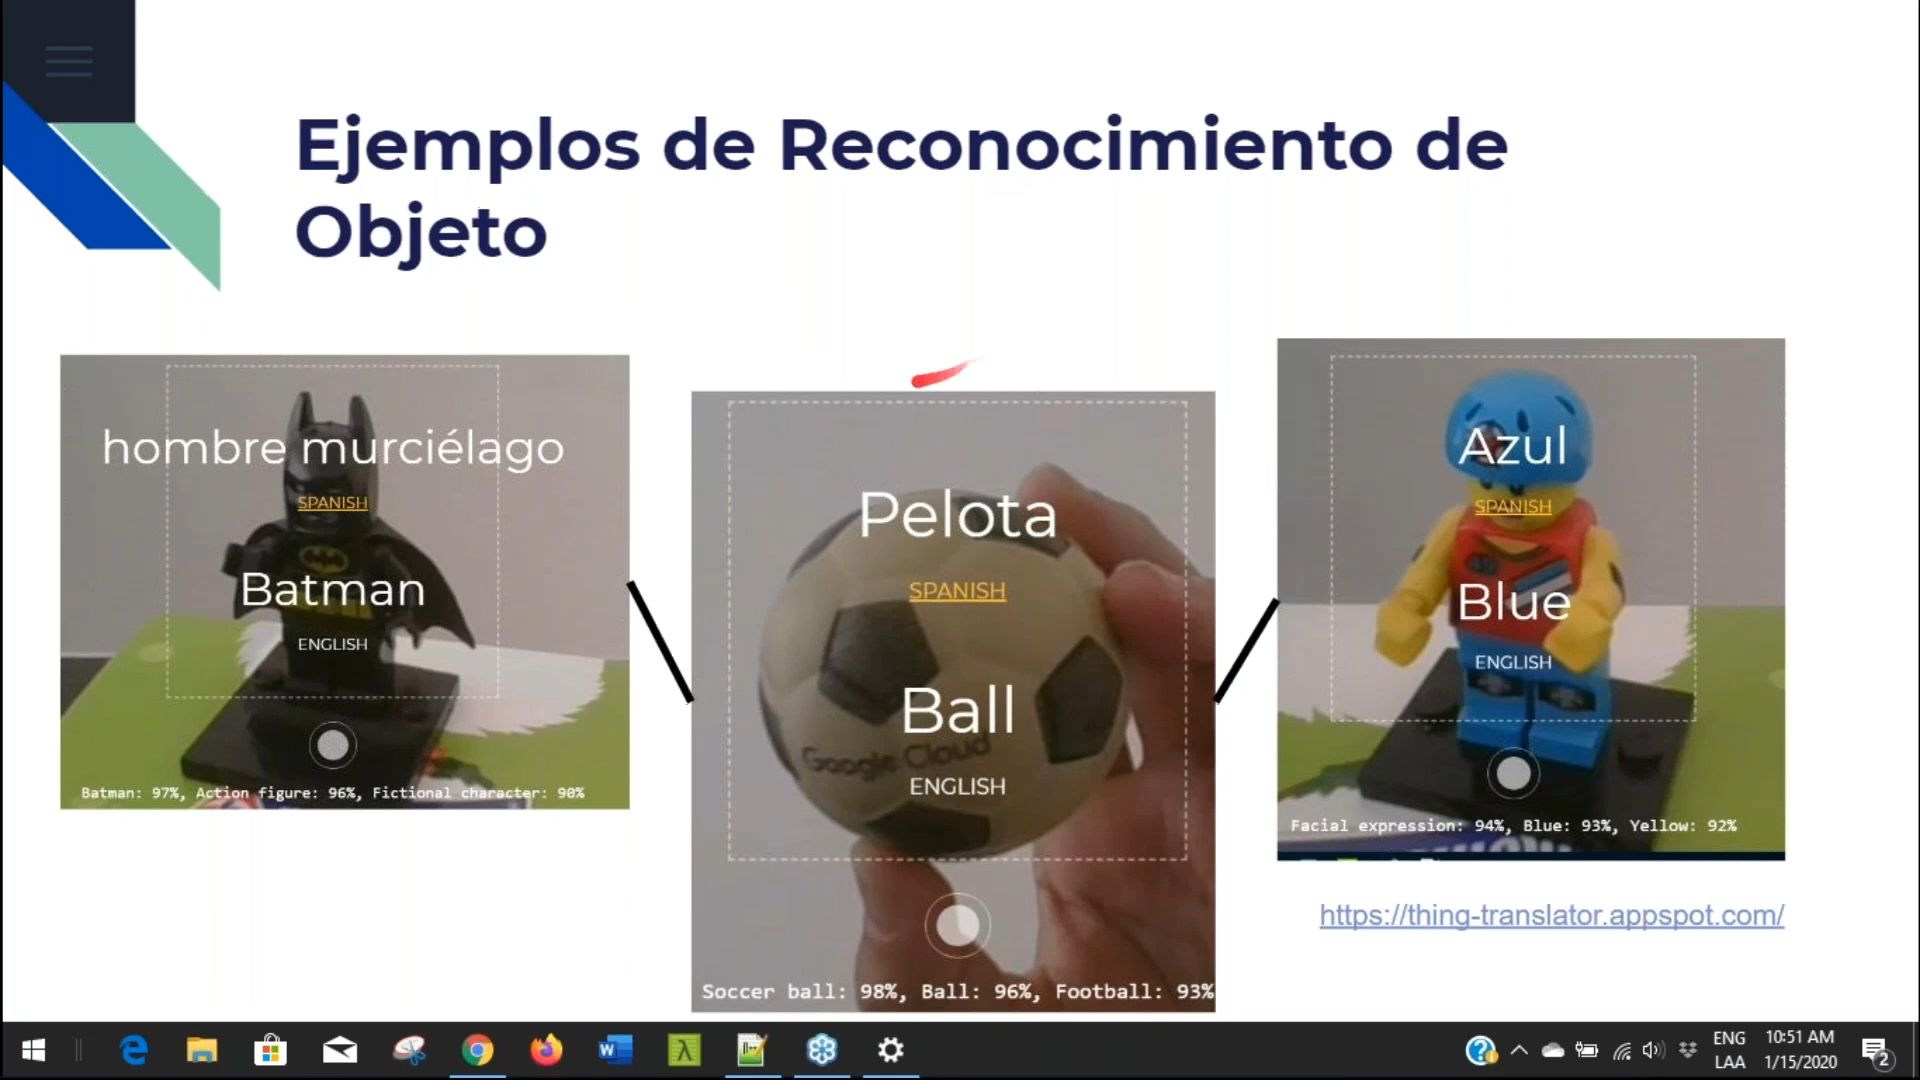 Ejemplos de Reconocimiento de
Objeto
hombre murciélago
SPANISH
Batman
ENGLISH
Batman: 97%, Action figure: 96%, Fictional character: 90%
Pelota
SPANISH
Ball
Google Cloud
ENGLISH
Soccer ball: 98%, Ball: 96%, Football: 93%
Azul
SPANISH
Blue
ENGLISH
Facial expression: 94%, Blue: 93%, Yellow: 92%
https://thing-translator.appspot.com/
ENG
LAA
10:51 AM
1/15/2020
2